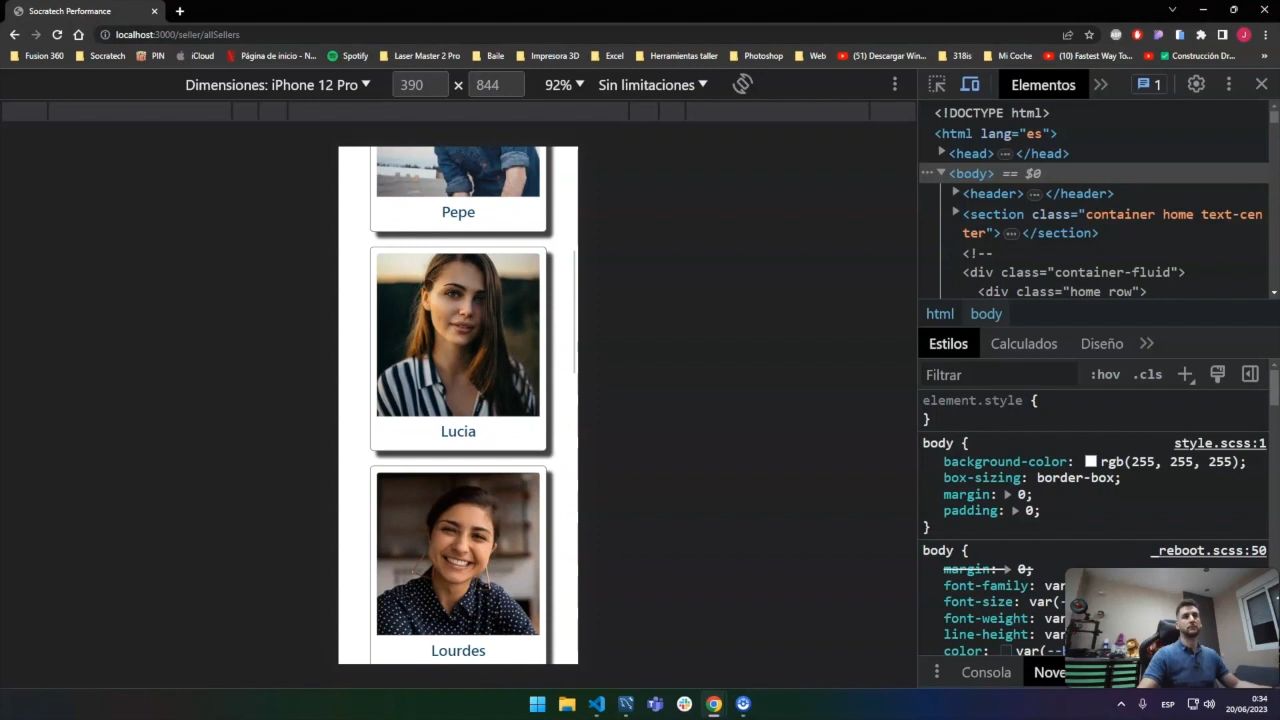 Socratech Performance
localhost:3000/seller/allSellers
Fusion 360 Socratech PIN iCloud Página de inicio - N... Spotify Laser Master 2 Pro Baile Impresora 3D Excel Herramientas taller Photoshop Web (51) Descargar Win... 318is Mi Coche (10) Fastest Way To... Construcción Dr...
Dimensiones: iPhone 12 Pro 390 × 844 92% Sin limitaciones
Elementos 1
<!DOCTYPE html>
<html lang="es">
<head> ⋯ </head>
⋯ <body> == $0
<header> ⋯ </header>
<section class="container home text-cen
ter"> ⋯ </section>
<!--
<div class="container-fluid">
<div class="home row">
html body
Estilos Calculados Diseño
Filtrar :hov .cls
element.style {
}
body { style.scss:1
background-color: rgb(255, 255, 255);
box-sizing: border-box;
margin: 0;
padding: 0;
}
body { _reboot.scss:50
margin: 0;
font-family: var
font-size: var(-
font-weight: var
line-height: var
color: var(--b
Consola Nove
Pepe
Lucia
Lourdes
ESP
0:34
20/06/2023